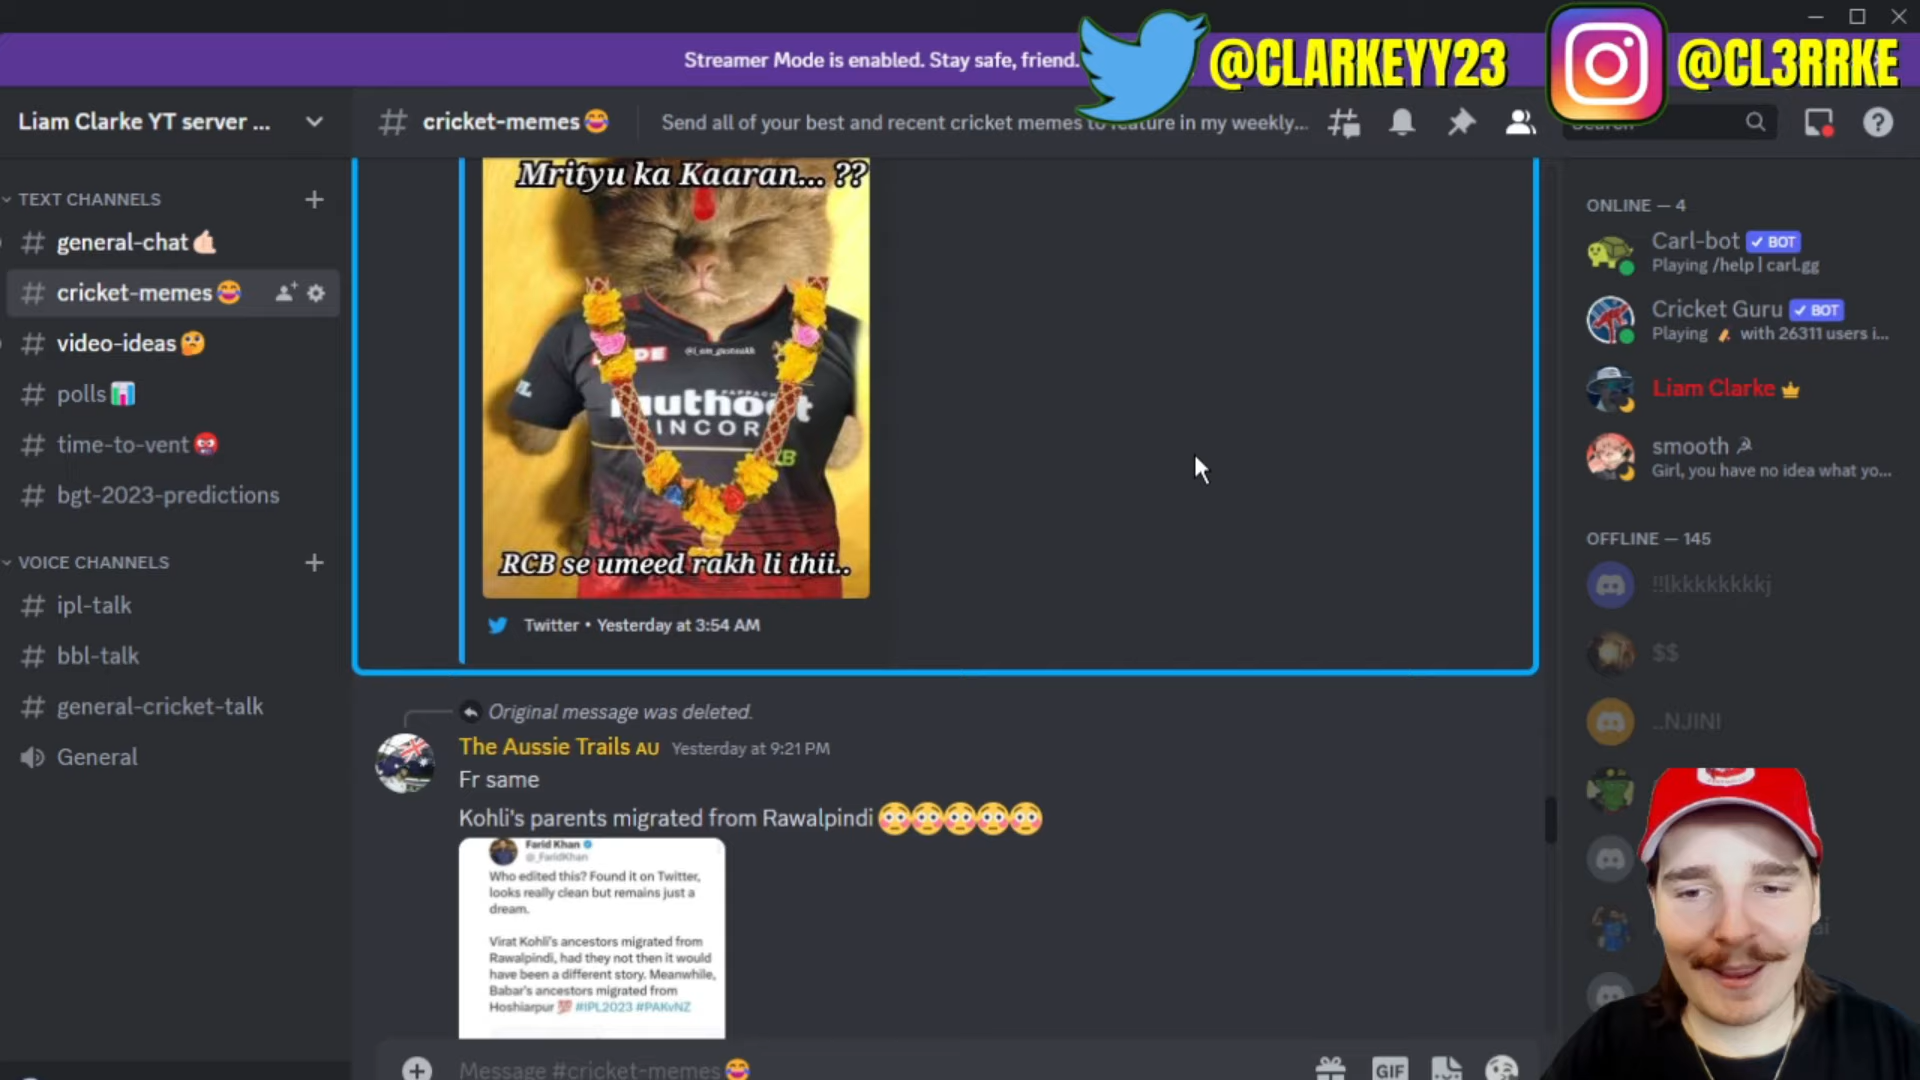 Streamer Mode is enabled. Stay safe, friend.
@CLARKEYY23
@CL3RRKE
Liam Clarke YT server ...
cricket-memes😂
Send all of your best and recent cricket memes to feature in my weekly...
Search
TEXT CHANNELS
general-chat
cricket-memes😂
video-ideas🤔
polls📊
time-to-vent
bgt-2023-predictions
VOICE CHANNELS
ipl-talk
bbl-talk
general-cricket-talk
General
Mrityu ka Kaaran... ??
muthoot
FINCORP
RCB se umeed rakh li thii..
Twitter • Yesterday at 3:54 AM
Original message was deleted.
The Aussie Trails AU Yesterday at 9:21 PM
Fr same
Kohli's parents migrated from Rawalpindi 😳😳😳😳😳
Farid Khan
@_FaridKhan
Who edited this? Found it on Twitter,
looks really clean but remains just a
dream.
Virat Kohli's ancestors migrated from
Rawalpindi, had they not then it would
have been a different story. Meanwhile,
Babar's ancestors migrated from
Hoshiarpur 💯 #IPL2023 #PAKvNZ
Message #cricket-memes😂
GIF
ONLINE — 4
Carl-bot ✓ BOT
Playing /help | carl.gg
Cricket Guru ✓ BOT
Playing 🏏 with 26311 users i...
Liam Clarke
smooth ☭
Girl, you have no idea what yo...
OFFLINE — 145
!!lkkkkkkkj
$$
..NJINI